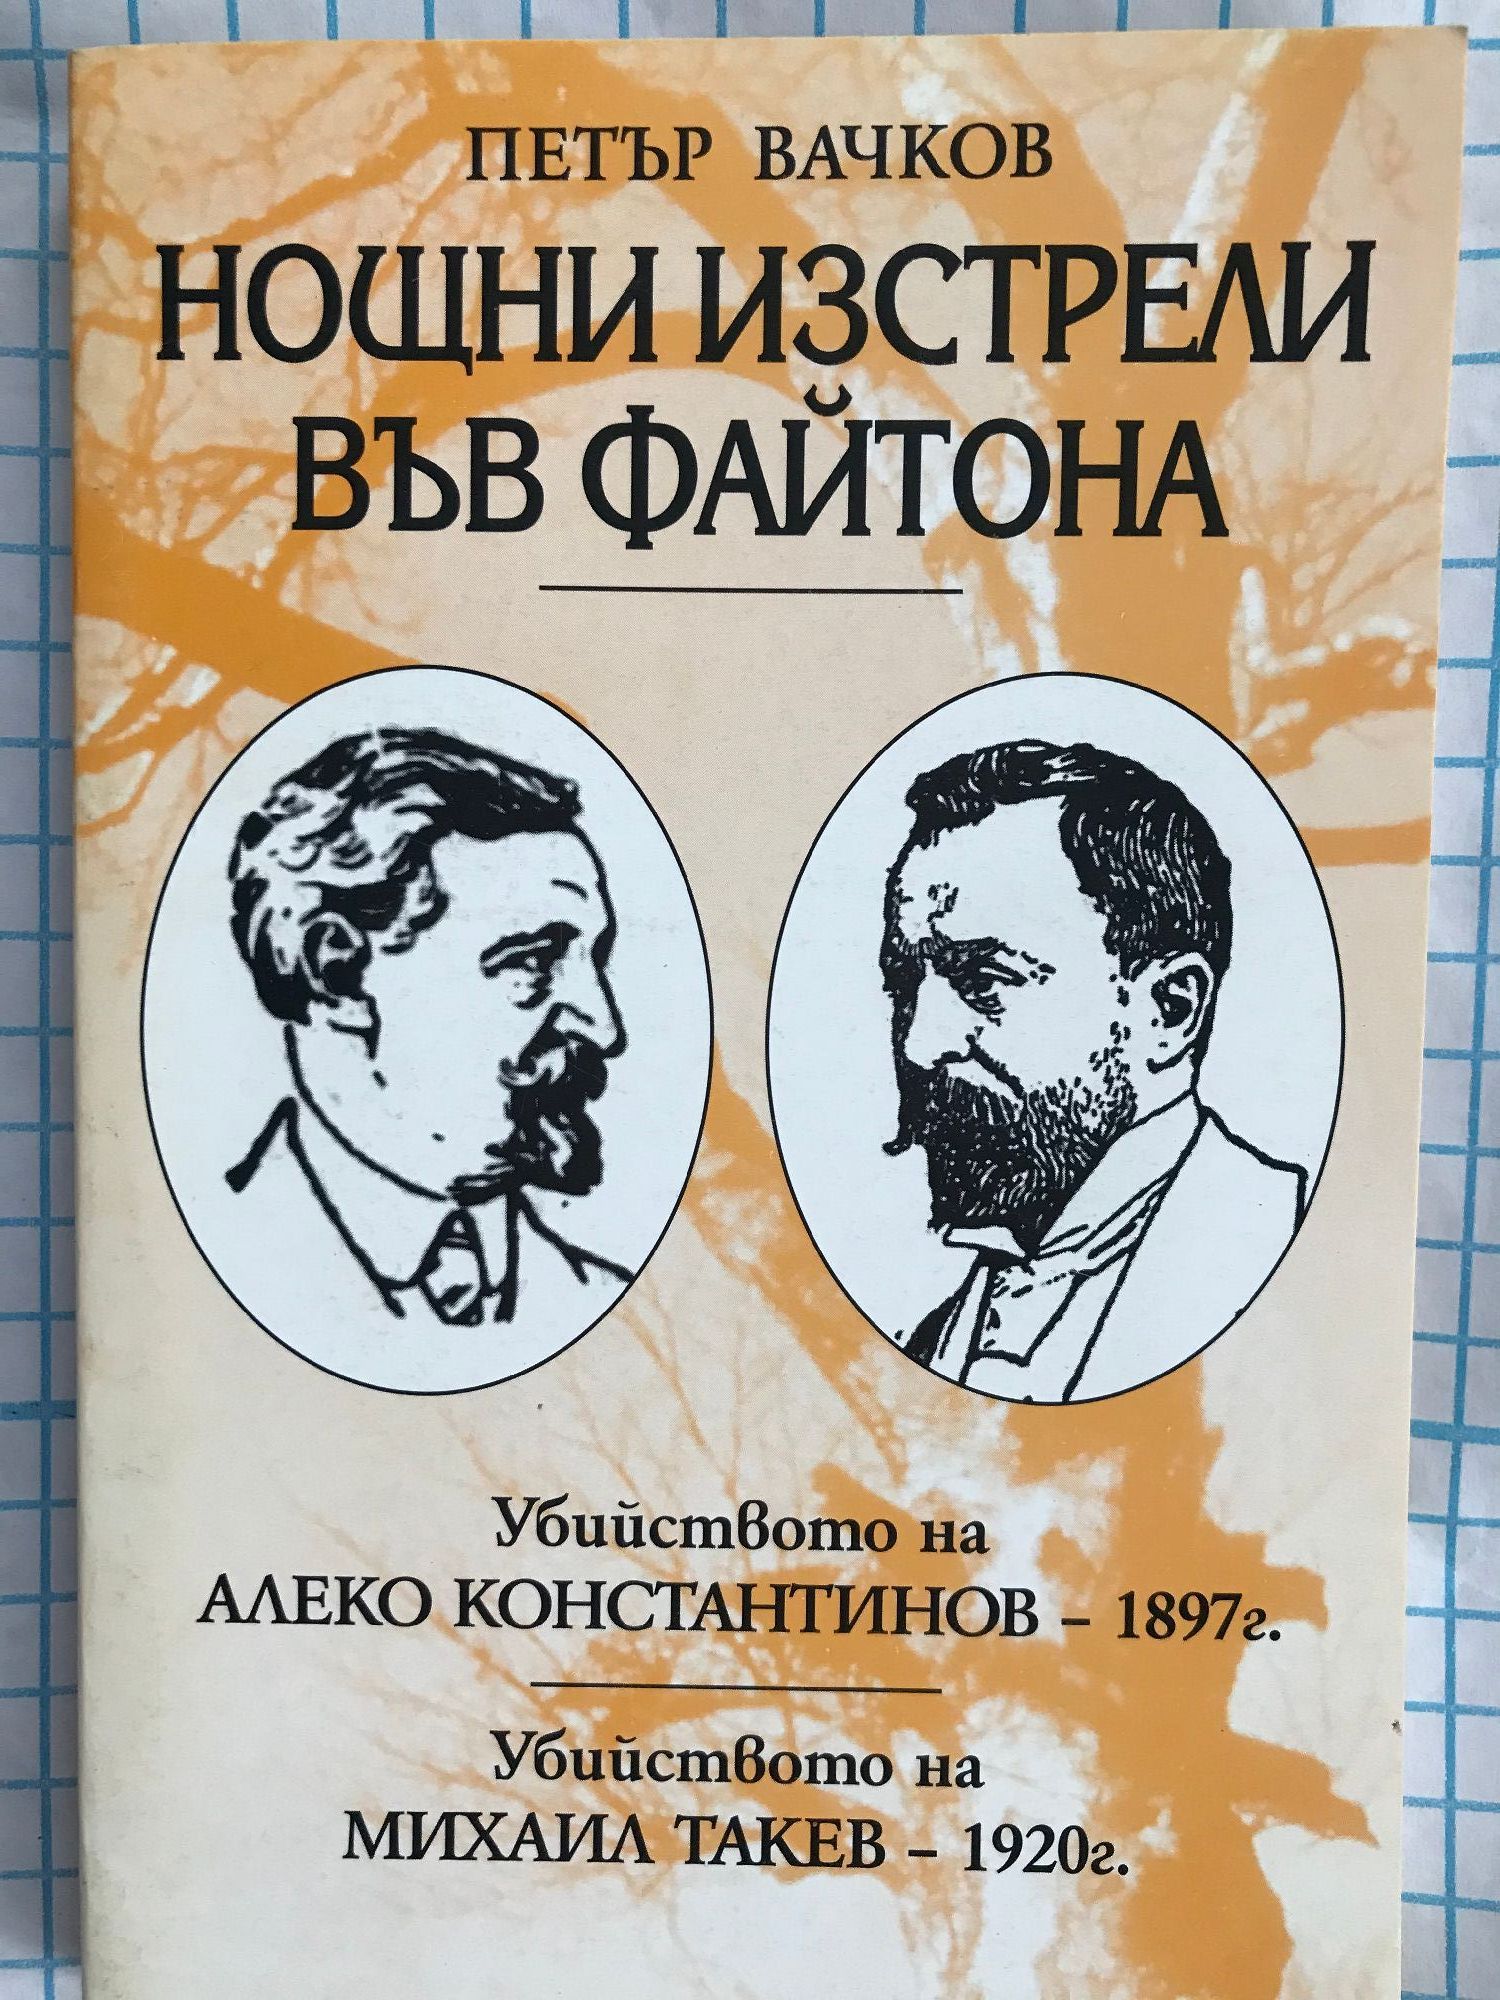 ПЕТЪР ВАЧКОВ
НОЩНИ ИЗСТРЕЛИ
ВЪВ ФАЙТОНА
Убийството на
АЛЕКО КОНСТАНТИНОВ – 1897г.
Убийството на
МИХАИЛ ТАКЕВ – 1920г.